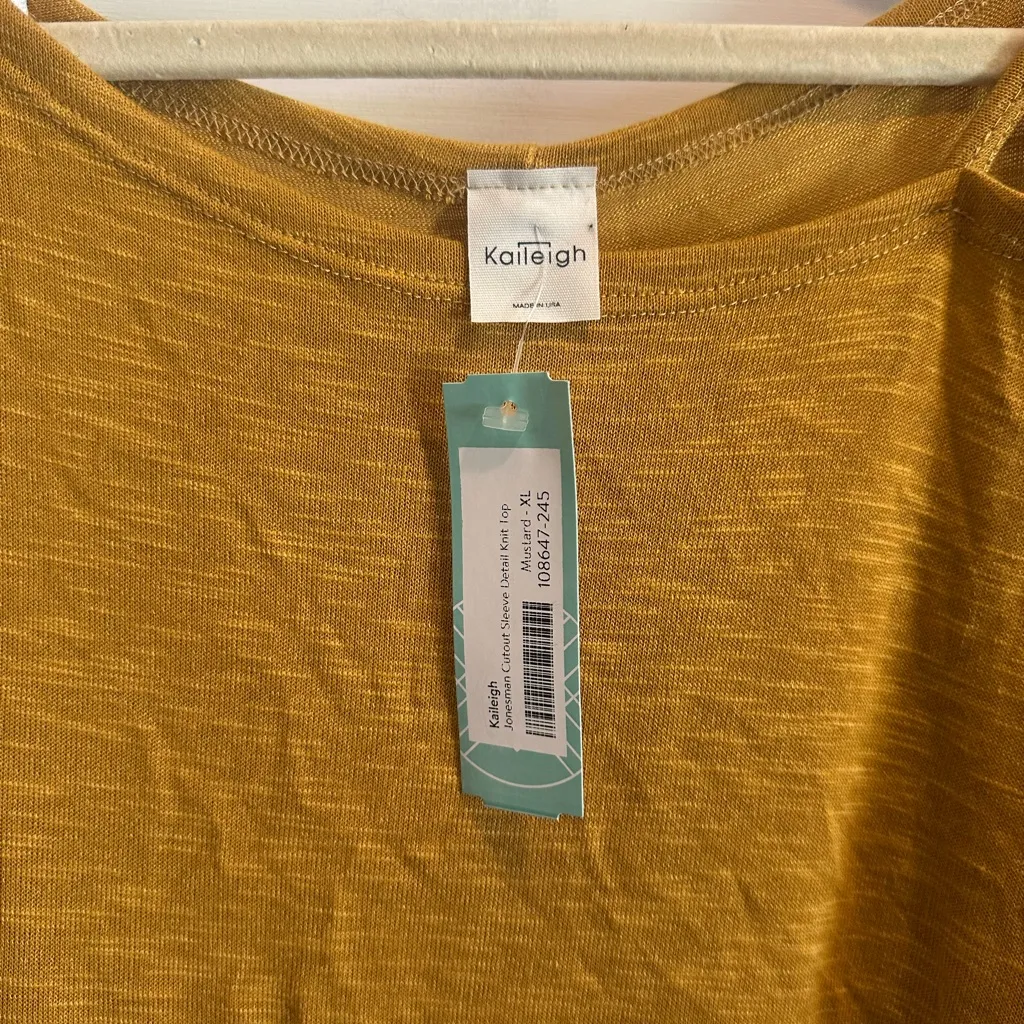 Kaileigh
MADE IN USA
Kaileigh
Jonesman Cutout Sleeve Detail Knit Top
Mustard - XL
108647-245